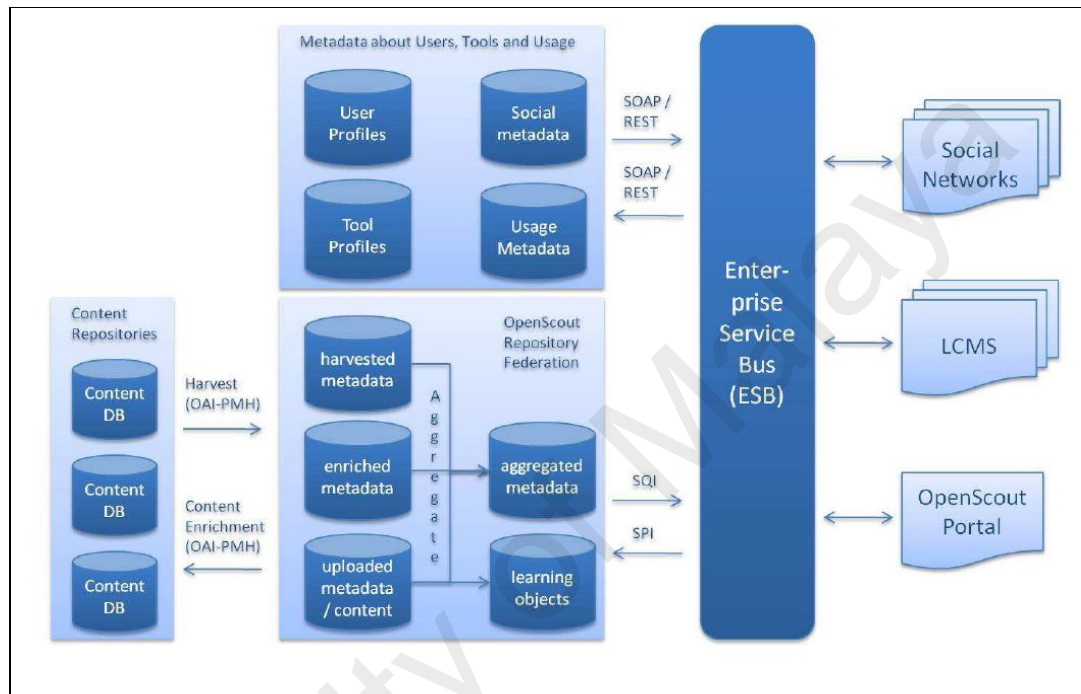 Metadata about Users, Tools and Usage
User
Profiles
Social
metadata
Tool
Profiles
Usage
Metadata
SOAP /
REST
SOAP /
REST
Enter-
prise
Service
Bus
(ESB)
Social
Networks
LCMS
OpenScout
Portal
Content
Repositories
Content
DB
Content
DB
Content
DB
Harvest
(OAI-PMH)
Content
Enrichment
(OAI-PMH)
OpenScout
Repository
Federation
harvested
metadata
enriched
metadata
uploaded
metadata
/ content
Aggregate
aggregated
metadata
learning
objects
SQI
SPI
of Malaya